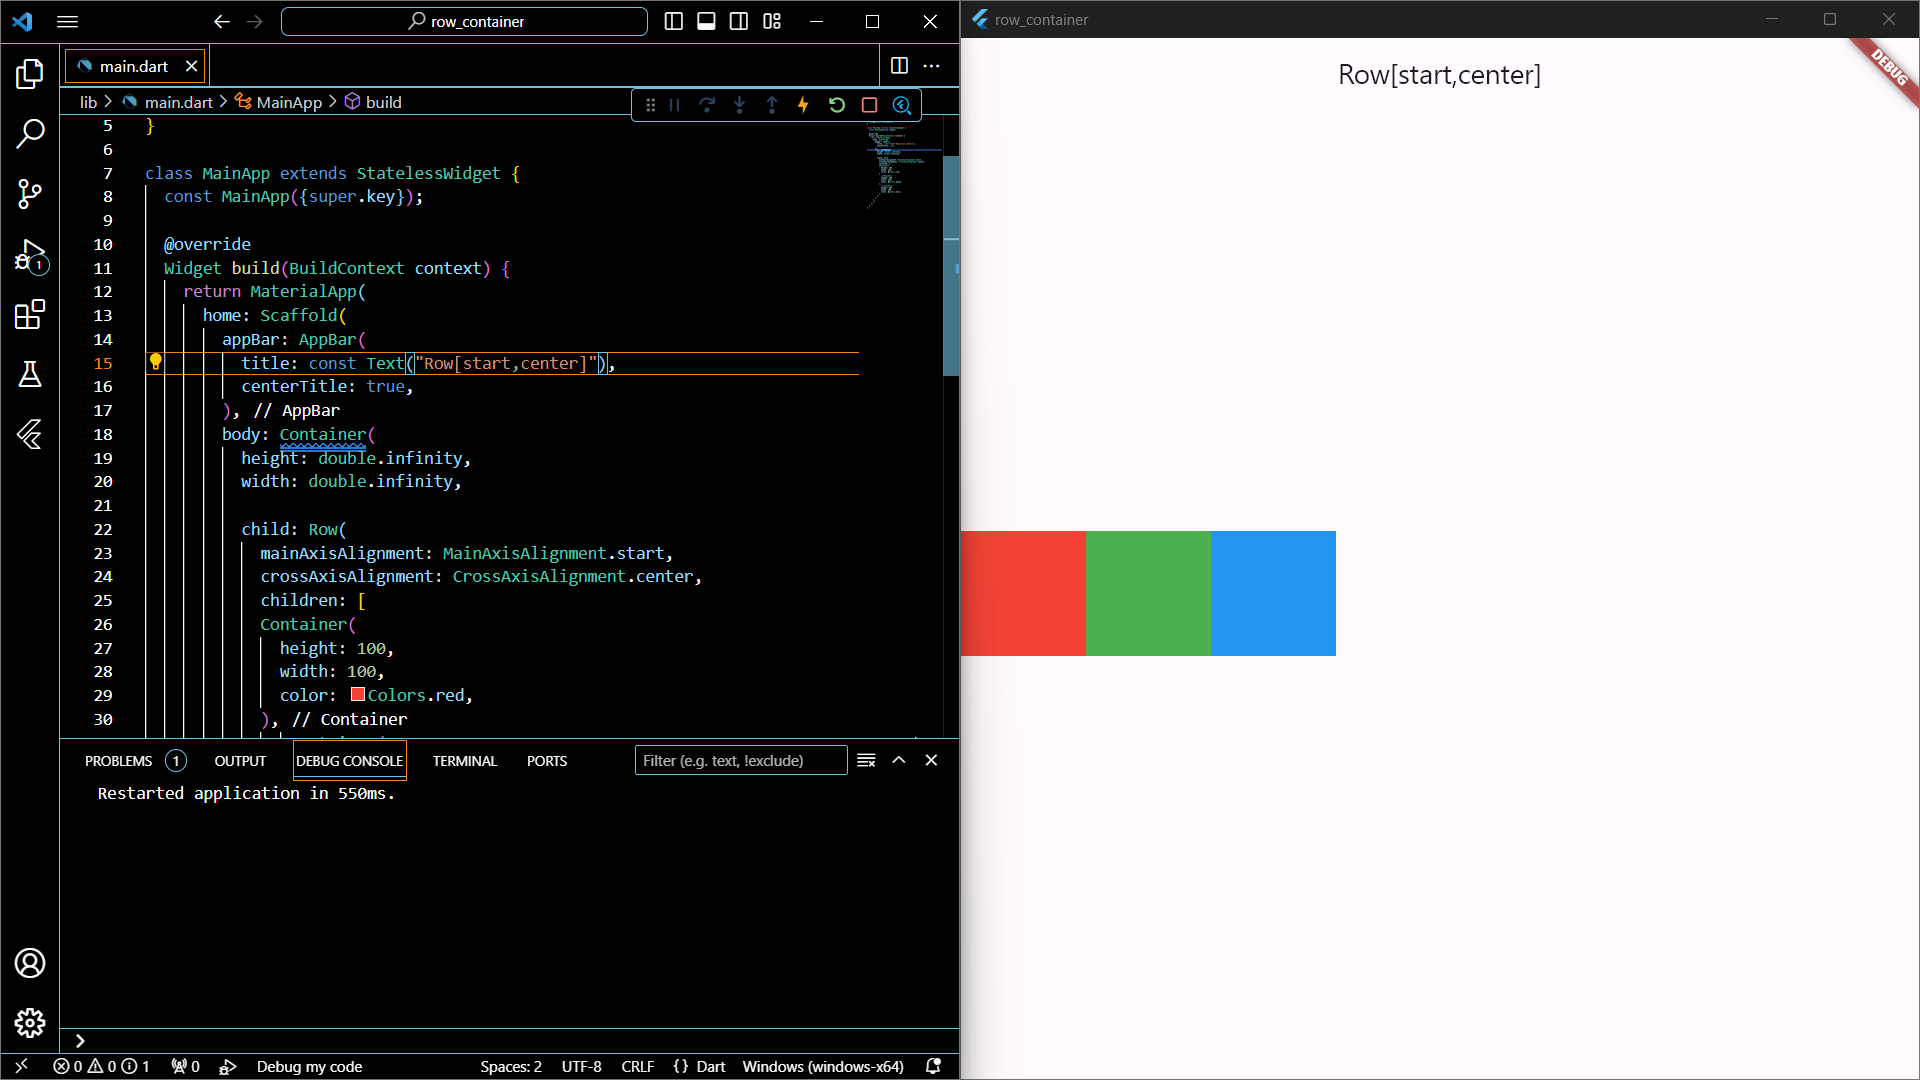 row_container
main.dart
lib > main.dart > MainApp > build
5 }
6
7 class MainApp extends StatelessWidget {
8 const MainApp({super.key});
9
10 @override
11 Widget build(BuildContext context) {
12 return MaterialApp(
13 home: Scaffold(
14 appBar: AppBar(
15 title: const Text("Row[start,center]"),
16 centerTitle: true,
17 ), // AppBar
18 body: Container(
19 height: double.infinity,
20 width: double.infinity,
21
22 child: Row(
23 mainAxisAlignment: MainAxisAlignment.start,
24 crossAxisAlignment: CrossAxisAlignment.center,
25 children: [
26 Container(
27 height: 100,
28 width: 100,
29 color: Colors.red,
30 ), // Container
1
PROBLEMS 1 OUTPUT DEBUG CONSOLE TERMINAL PORTS Filter (e.g. text, !exclude)
Restarted application in 550ms.
0 0 1 0 Debug my code Spaces: 2 UTF-8 CRLF {} Dart Windows (windows-x64)
row_container
Row[start,center]
DEBUG